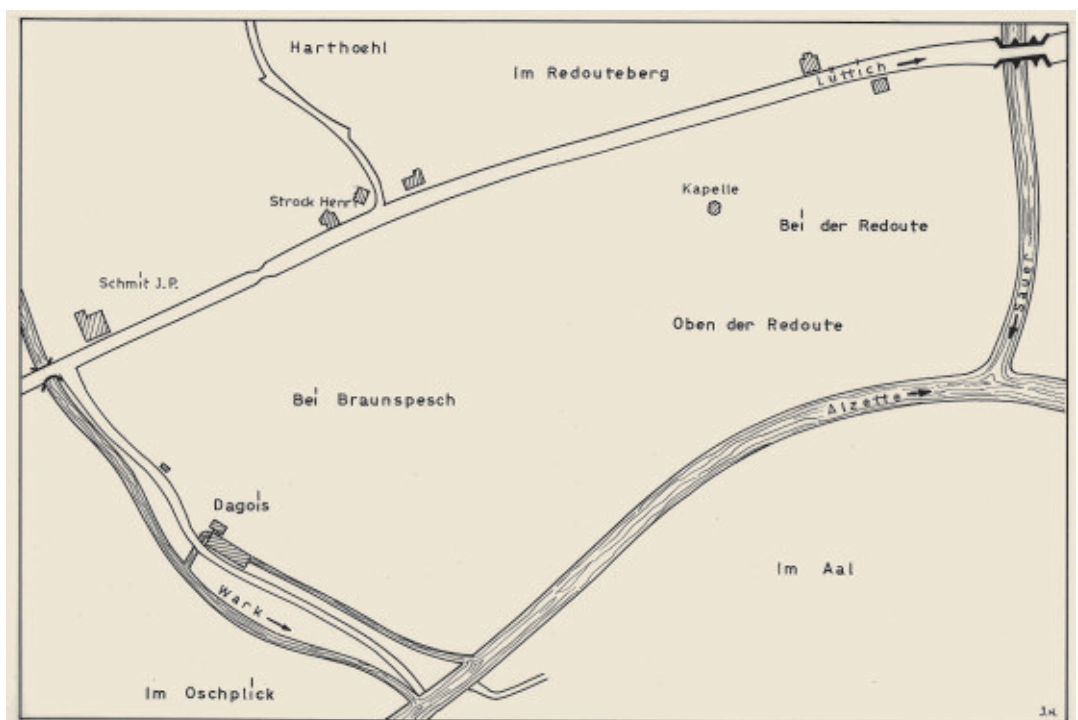 Harthoehl
Im Redouteberg
Lüttich
Strock Henri
Kapelle
Bei der Redoute
Schmit J.P.
Sauer
Oben der Redoute
Bei Braunspesch
Alzette
Dagois
Im Aal
Wark
Im Oschplick
J.H.